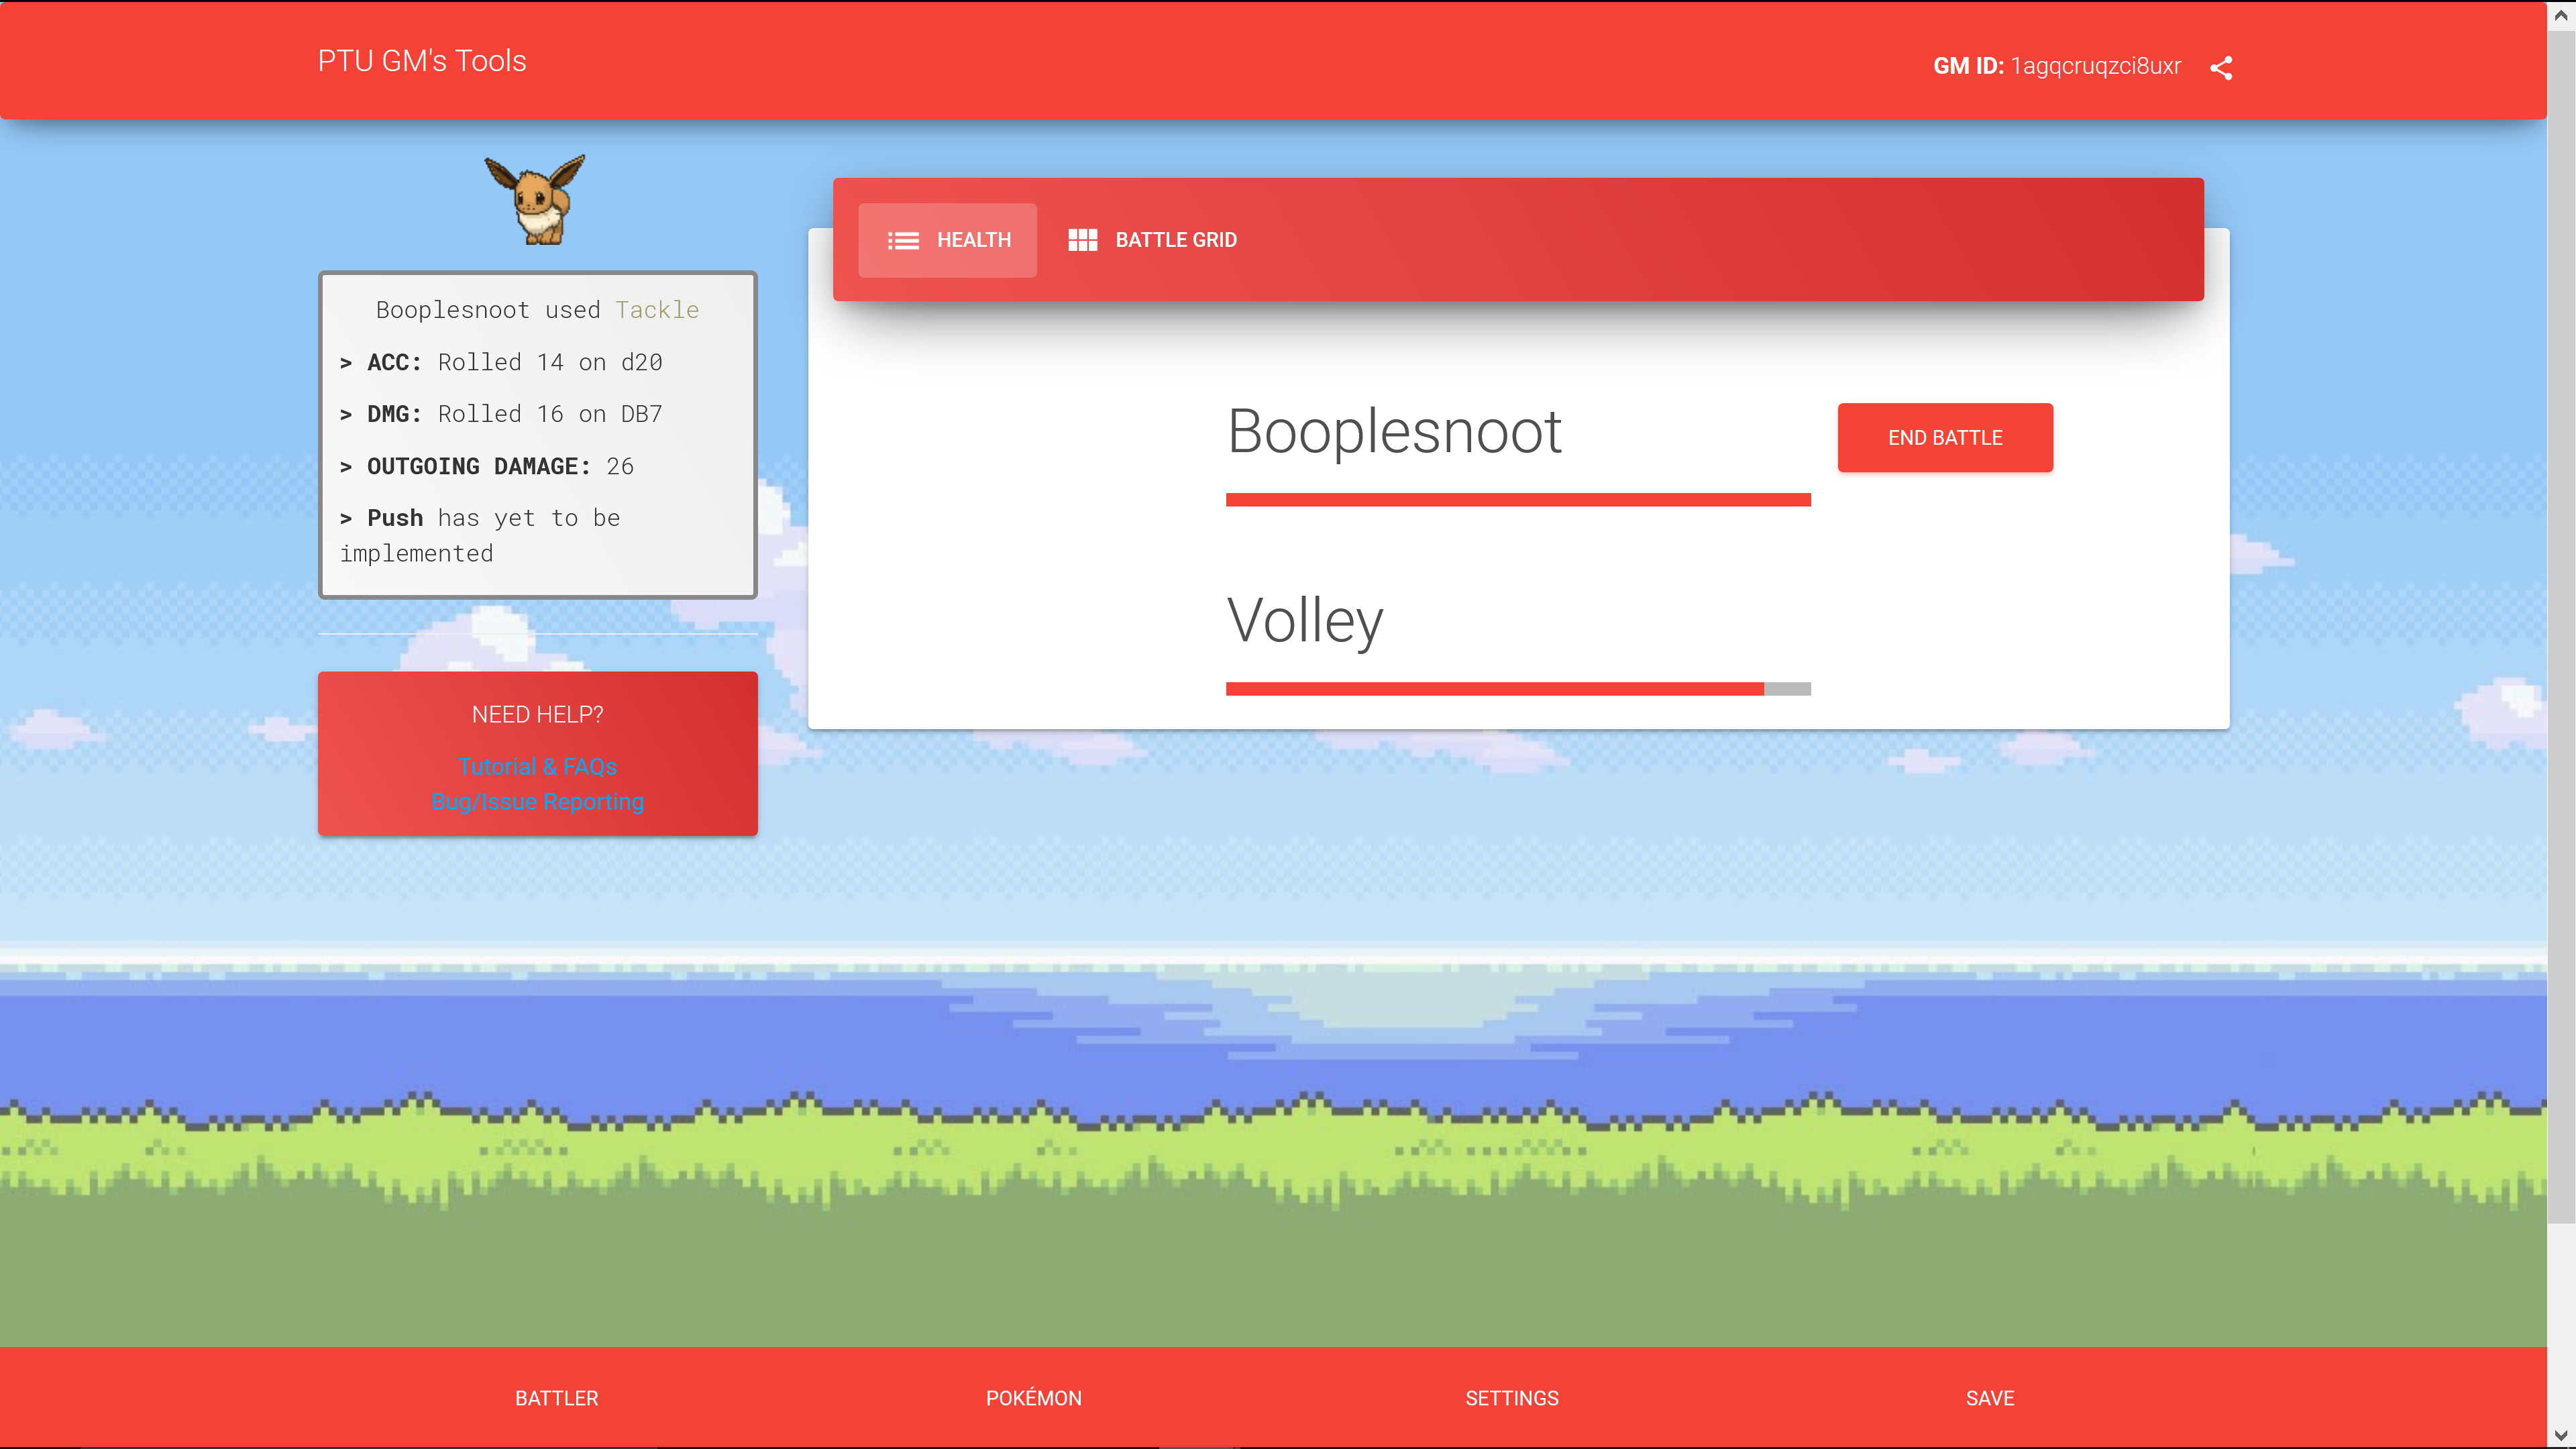 PTU GM's Tools
GM ID: 1agqcruqzci8uxr
Booplesnoot used Tackle
> ACC: Rolled 14 on d20
> DMG: Rolled 16 on DB7
> OUTGOING DAMAGE: 26
> Push has yet to be
implemented
NEED HELP?
Tutorial & FAQs
Bug/Issue Reporting
HEALTH
BATTLE GRID
Booplesnoot
END BATTLE
Volley
BATTLER
POKÉMON
SETTINGS
SAVE